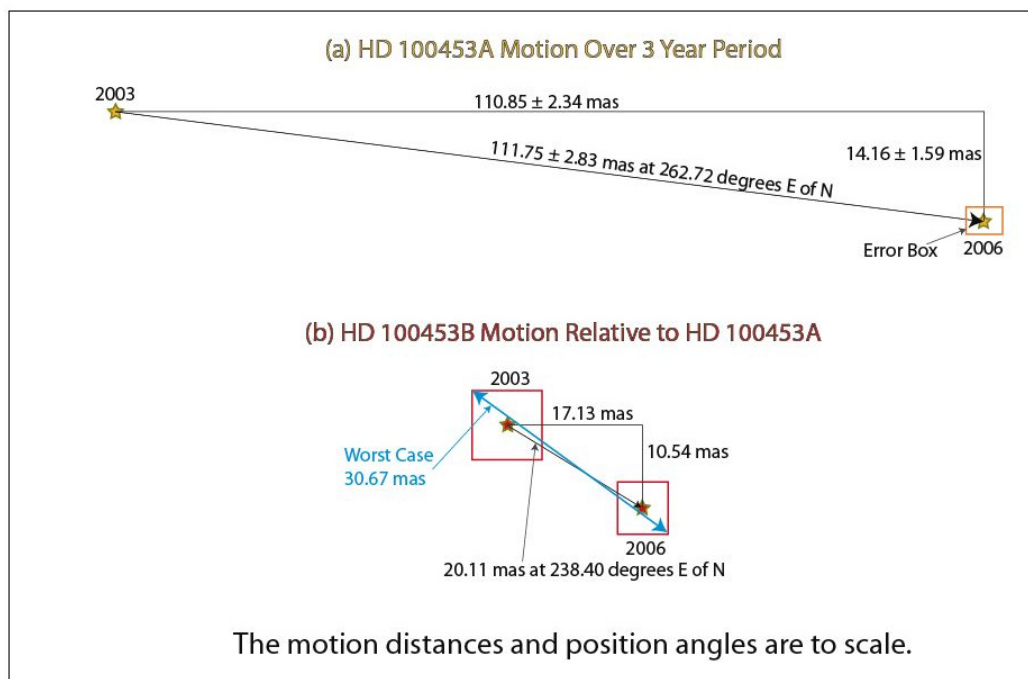 (a) HD 100453A Motion Over 3 Year Period
2003
110.85 ± 2.34 mas
111.75 ± 2.83 mas at 262.72 degrees E of N
14.16 ± 1.59 mas
Error Box
2006
(b) HD 100453B Motion Relative to HD 100453A
2003
17.13 mas
Worst Case
30.67 mas
10.54 mas
2006
20.11 mas at 238.40 degrees E of N
The motion distances and position angles are to scale.